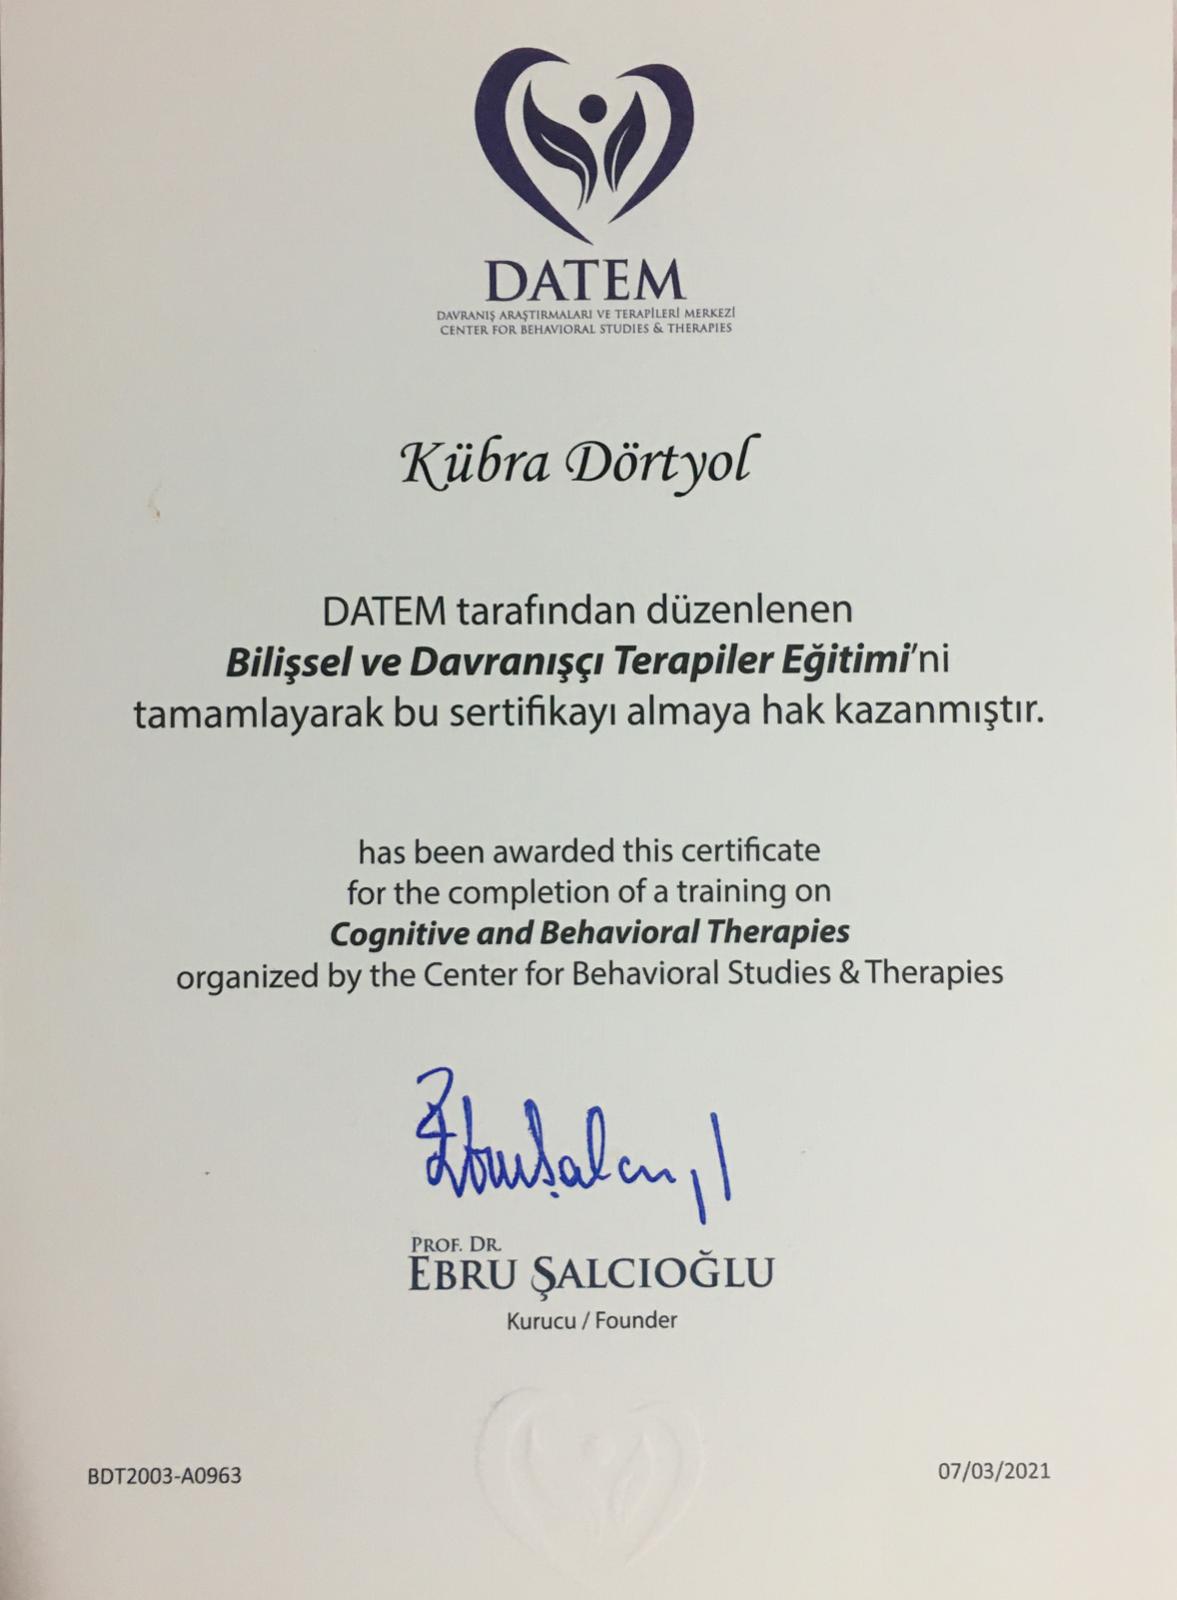 DATEM
DAVRANIŞ ARAŞTIRMALARI VE TERAPİLERİ MERKEZİ
CENTER FOR BEHAVIORAL STUDIES & THERAPIES
Kübra Dörtyol
DATEM tarafından düzenlenen
Bilişsel ve Davranışçı Terapiler Eğitimi'ni
tamamlayarak bu sertifikayı almaya hak kazanmıştır.
has been awarded this certificate
for the completion of a training on
Cognitive and Behavioral Therapies
organized by the Center for Behavioral Studies & Therapies
PROF. DR.
EBRU ŞALCIOĞLU
Kurucu / Founder
BDT2003-A0963
07/03/2021